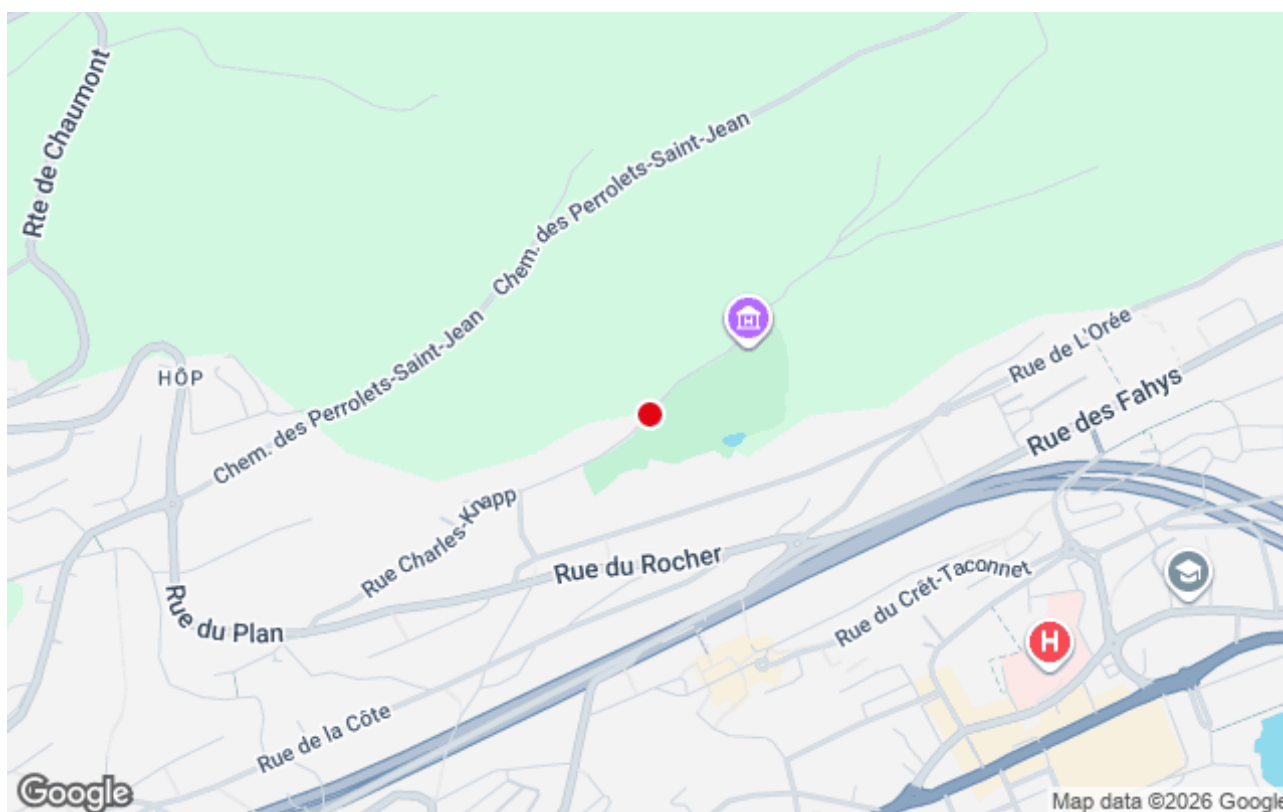 Rte de Chaumont
Chem. des Perrolets-Saint-Jean
Chem. des Perrolets-Saint-Jean
H
HÔP
Rue de L'Orée
Rue des Fahys
Rue Charles-Knapp
Rue du Rocher
Rue du Plan
Rue du Crêt-Taconnet
H
Rue de la Côte
Google
Map data ©2026 Google